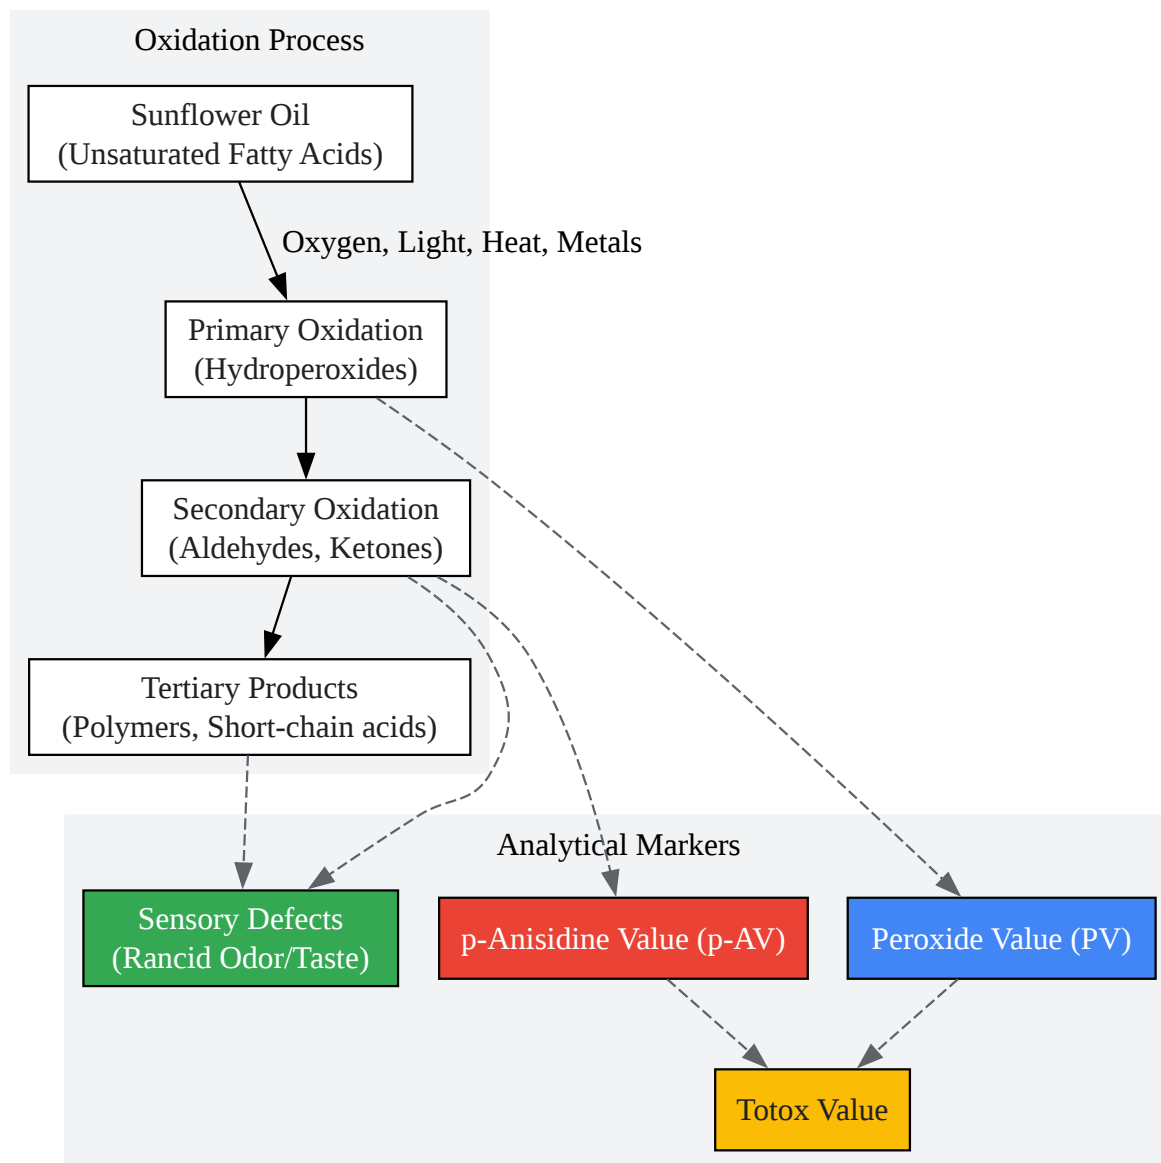 Oxidation Process
Sunflower Oil
(Unsaturated Fatty Acids)
Oxygen, Light, Heat, Metals
Primary Oxidation
(Hydroperoxides)
Secondary Oxidation
(Aldehydes, Ketones)
Tertiary Products
(Polymers, Short-chain acids)
Analytical Markers
Sensory Defects
(Rancid Odor/Taste)
p-Anisidine Value (p-AV)
Peroxide Value (PV)
Totox Value